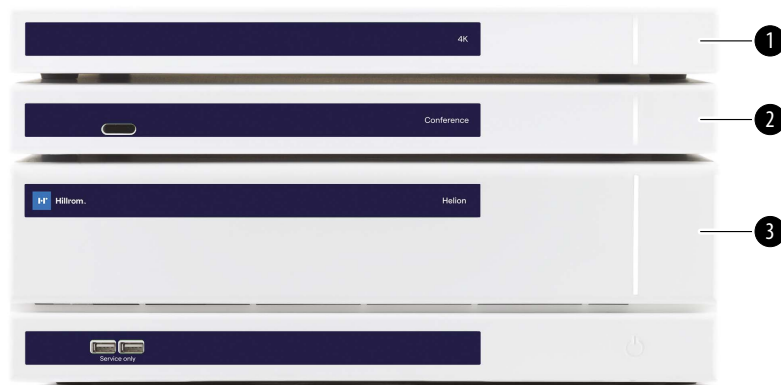 4K
1
Conference
2
H Hillrom.
Helion
3
Service only